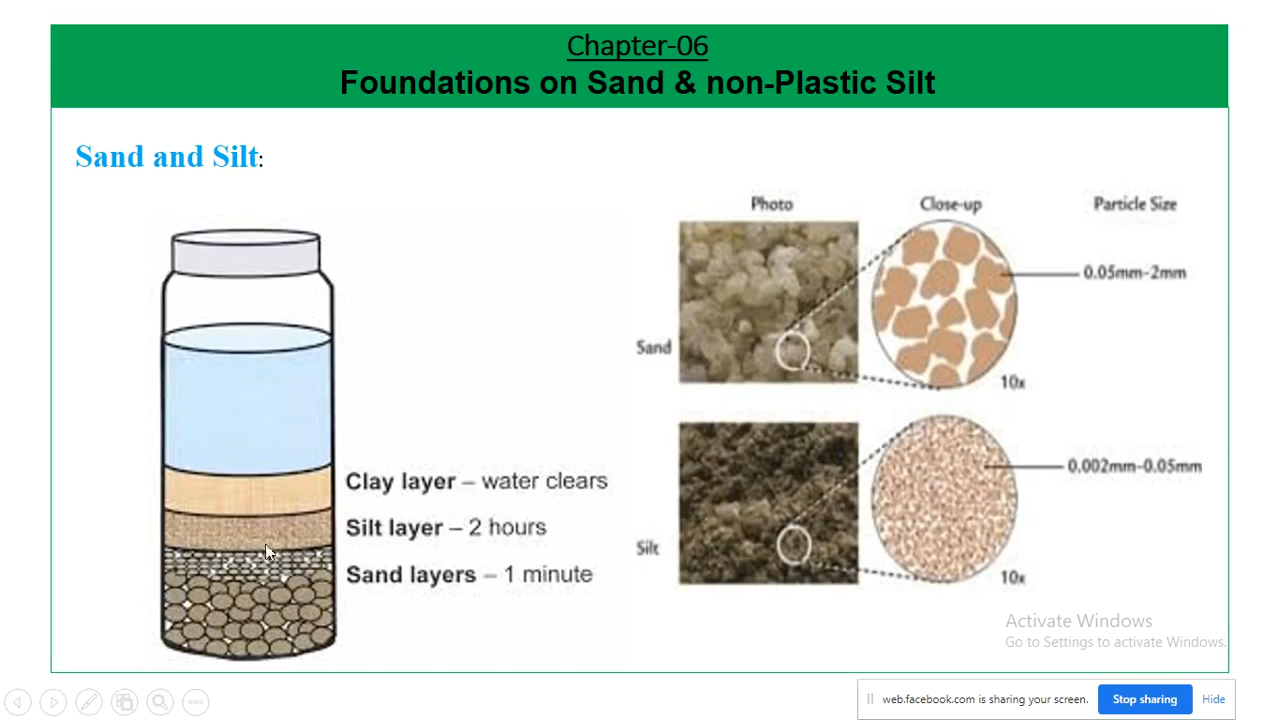 Chapter-06
Foundations on Sand & non-Plastic Silt
Sand and Silt:
Photo
Close-up
Particle Size
0.05mm-2mm
Sand
10x
Clay layer – water clears
Silt layer – 2 hours
Sand layers – 1 minute
0.002mm-0.05mm
Silt
10x
Activate Windows
Go to Settings to activate Windows.
web.facebook.com is sharing your screen.
Stop sharing
Hide